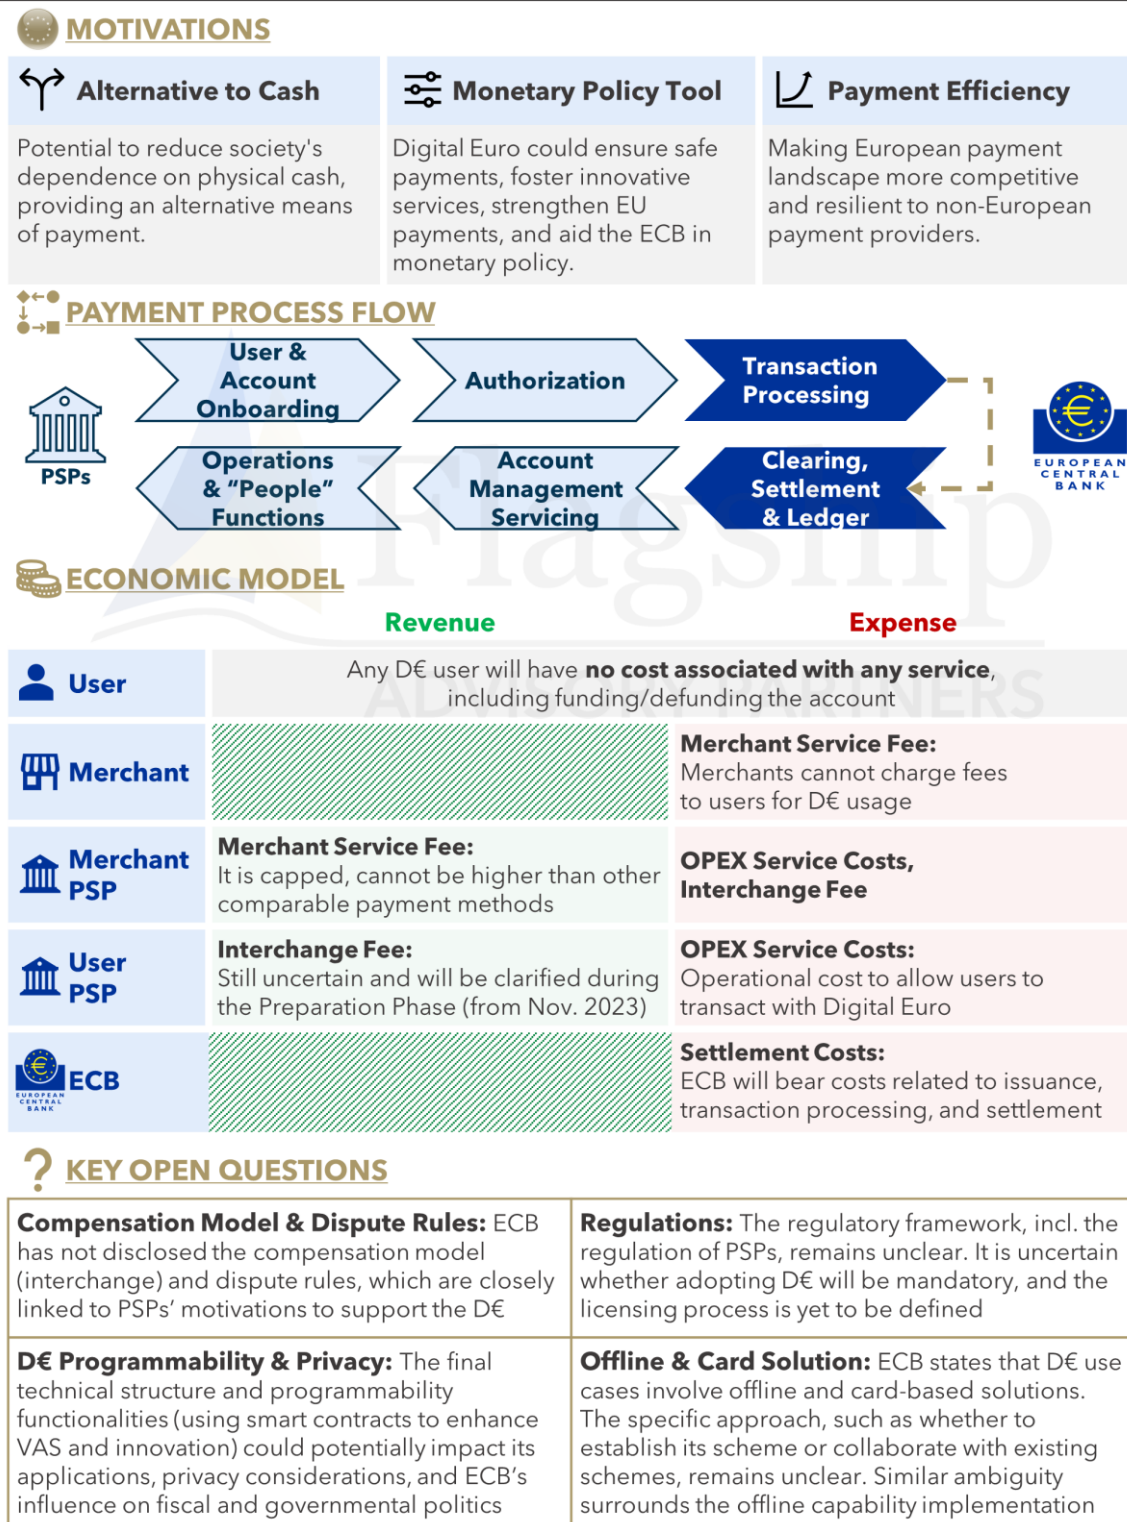 MOTIVATIONS
Alternative to Cash
Potential to reduce society's
dependence on physical cash,
providing an alternative means
of payment.
Monetary Policy Tool
Digital Euro could ensure safe
payments, foster innovative
services, strengthen EU
payments, and aid the ECB in
monetary policy.
Payment Efficiency
Making European payment
landscape more competitive
and resilient to non-European
payment providers.
PAYMENT PROCESS FLOW
PSPs
User &
Account
Onboarding
Authorization
Transaction
Processing
EUROPEAN
CENTRAL
BANK
Clearing,
Settlement
& Ledger
Account
Management
Servicing
Operations
& “People”
Functions
Flagship
ADVISORY PARTNERS
ECONOMIC MODEL
Revenue
Expense
User
Any D€ user will have no cost associated with any service,
including funding/defunding the account
Merchant
Merchant Service Fee:
Merchants cannot charge fees
to users for D€ usage
Merchant
PSP
Merchant Service Fee:
It is capped, cannot be higher than other
comparable payment methods
OPEX Service Costs,
Interchange Fee
User
PSP
Interchange Fee:
Still uncertain and will be clarified during
the Preparation Phase (from Nov. 2023)
OPEX Service Costs:
Operational cost to allow users to
transact with Digital Euro
EUROPEAN
CENTRAL
BANK
ECB
Settlement Costs:
ECB will bear costs related to issuance,
transaction processing, and settlement
? KEY OPEN QUESTIONS
Compensation Model & Dispute Rules: ECB
has not disclosed the compensation model
(interchange) and dispute rules, which are closely
linked to PSPs’ motivations to support the D€
Regulations: The regulatory framework, incl. the
regulation of PSPs, remains unclear. It is uncertain
whether adopting D€ will be mandatory, and the
licensing process is yet to be defined
D€ Programmability & Privacy: The final
technical structure and programmability
functionalities (using smart contracts to enhance
VAS and innovation) could potentially impact its
applications, privacy considerations, and ECB’s
influence on fiscal and governmental politics
Offline & Card Solution: ECB states that D€ use
cases involve offline and card-based solutions.
The specific approach, such as whether to
establish its scheme or collaborate with existing
schemes, remains unclear. Similar ambiguity
surrounds the offline capability implementation